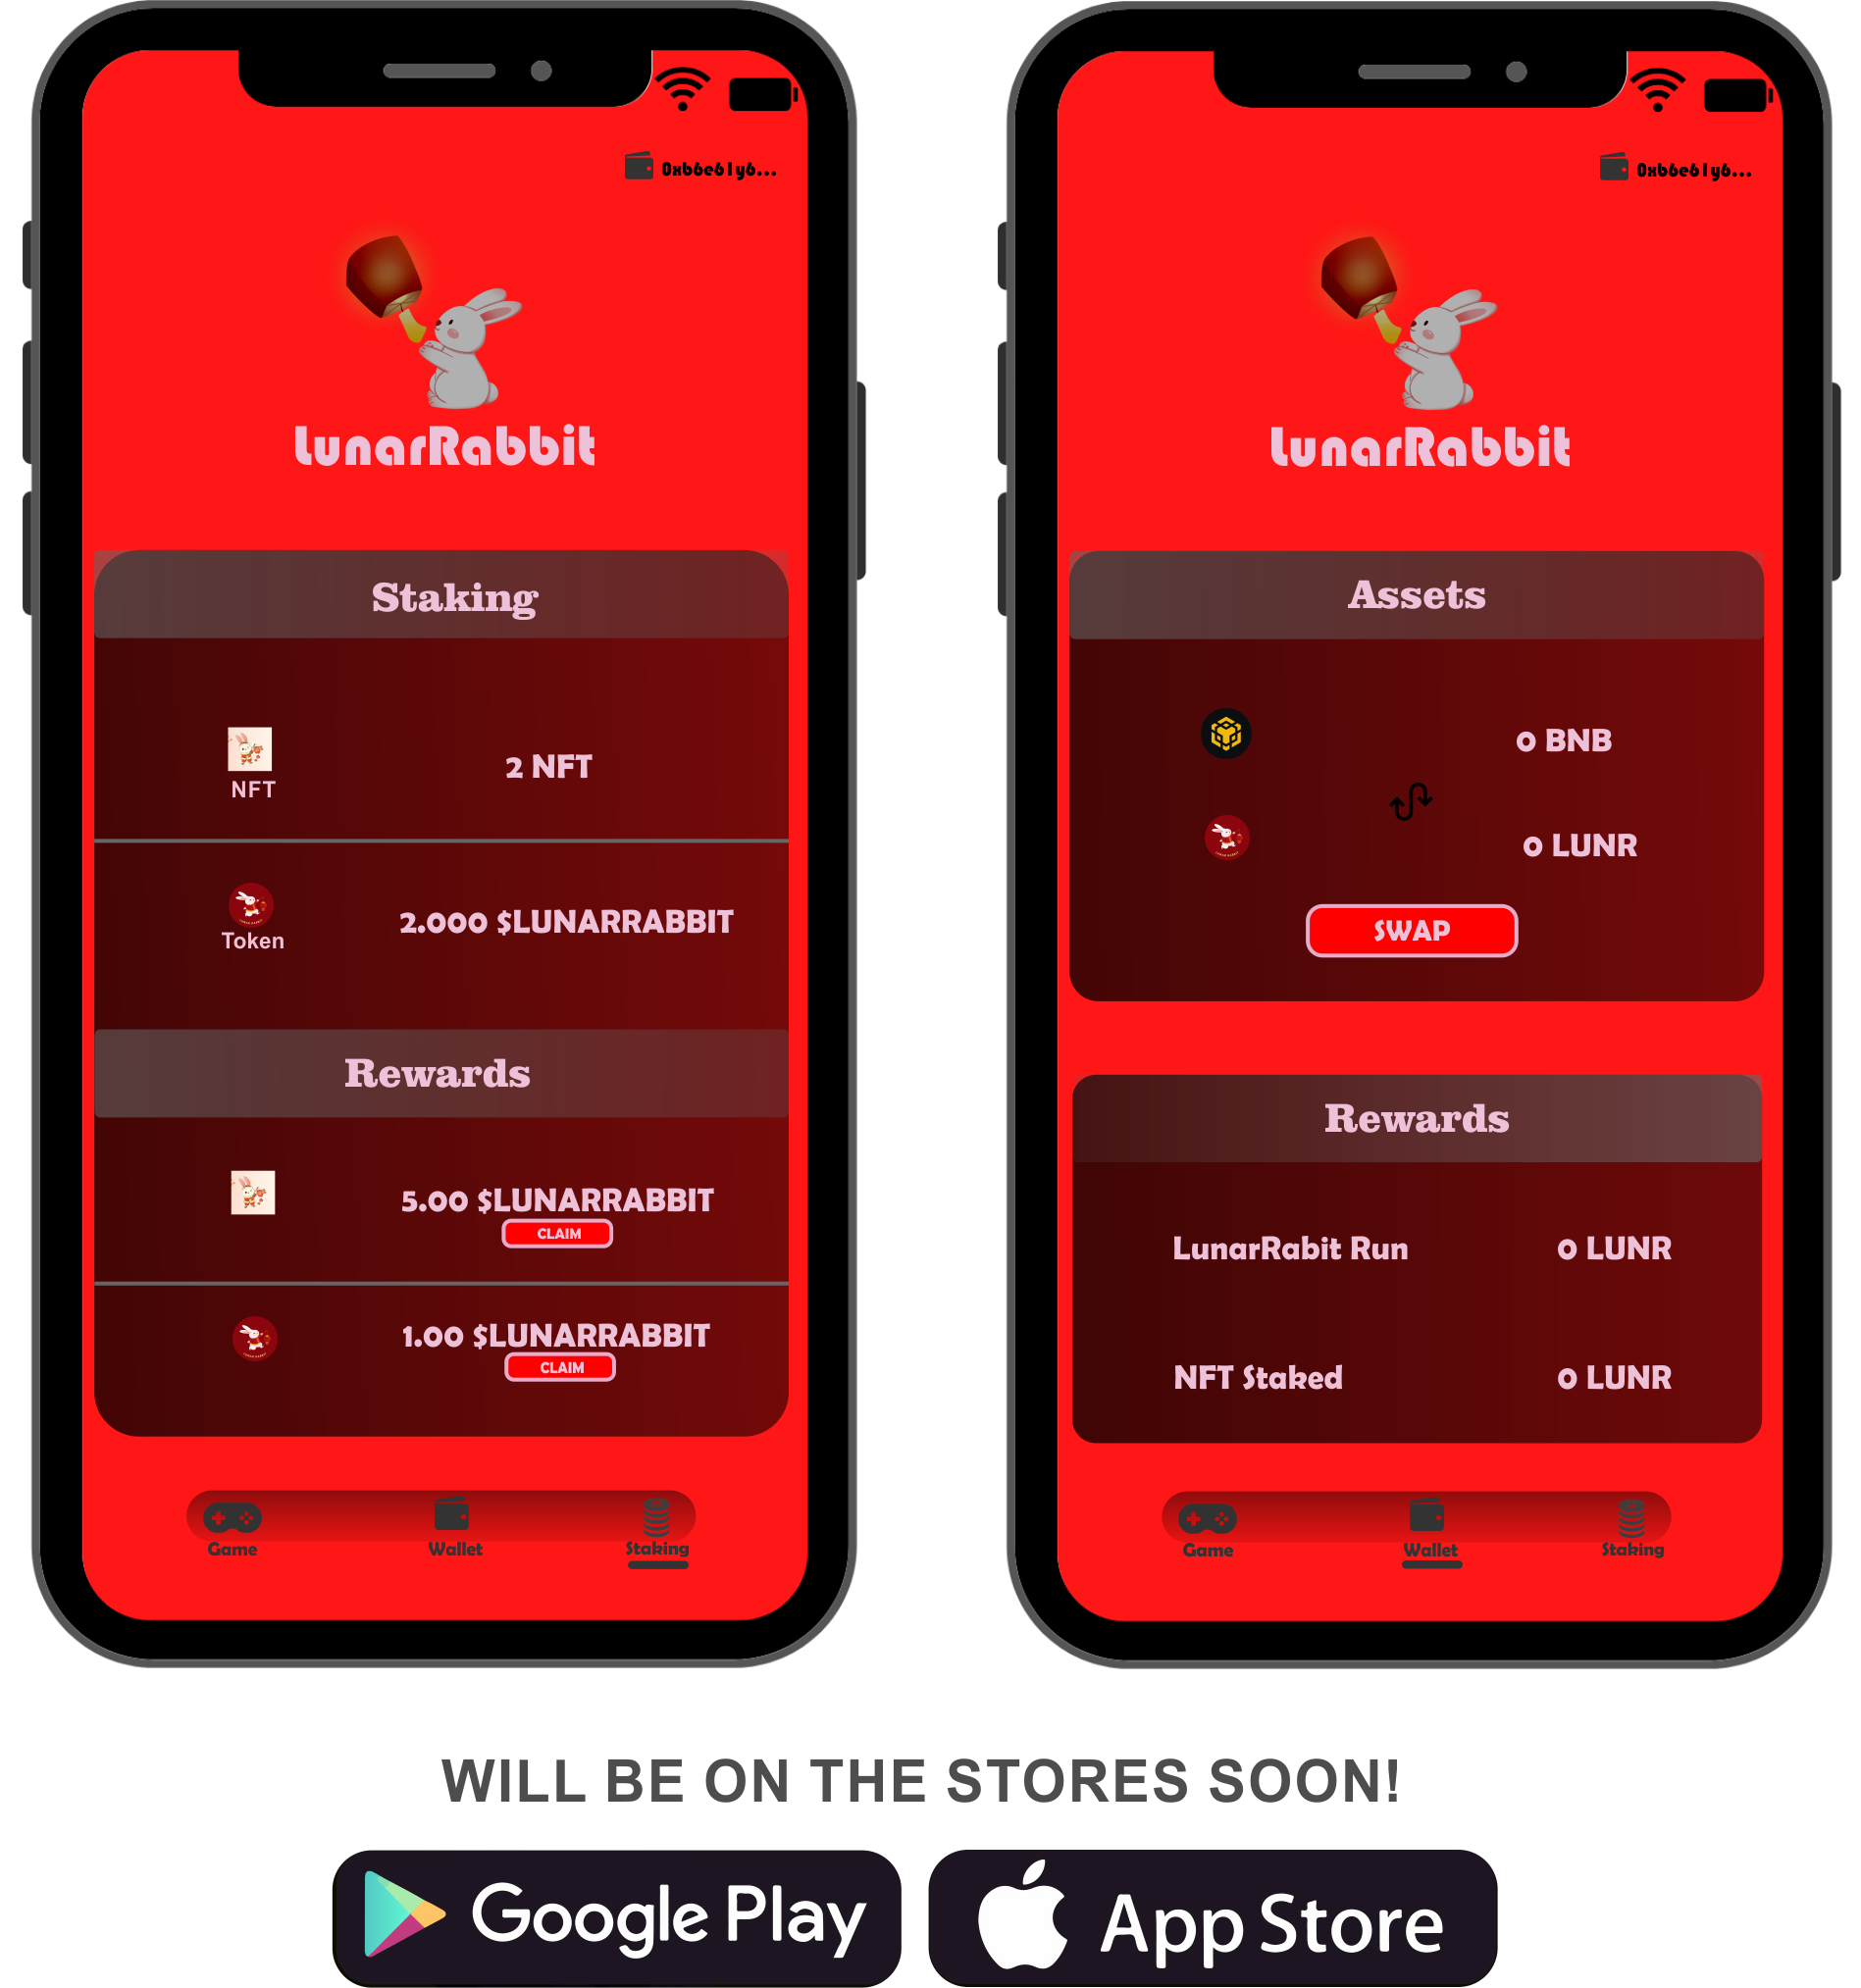 0xb6e61y6...
LunarRabbit
Staking
NFT
2 NFT
Token
2.000 $LUNARRABBIT
Rewards
5.00 $LUNARRABBIT
CLAIM
1.00 $LUNARRABBIT
CLAIM
Game
Wallet
Staking
0xb6e61y6...
LunarRabbit
Assets
0 BNB
0 LUNR
SWAP
Rewards
LunarRabit Run
0 LUNR
NFT Staked
0 LUNR
Game
Wallet
Staking
WILL BE ON THE STORES SOON!
Google Play
App Store